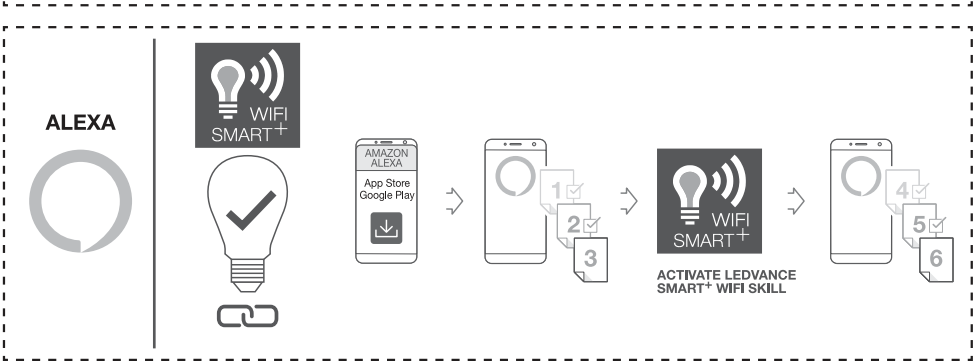 ALEXA
WIFI
SMART+
AMAZON
ALEXA
App Store
Google Play
1
2
3
WIFI
SMART+
ACTIVATE LEDVANCE
SMART+ WIFI SKILL
4
5
6